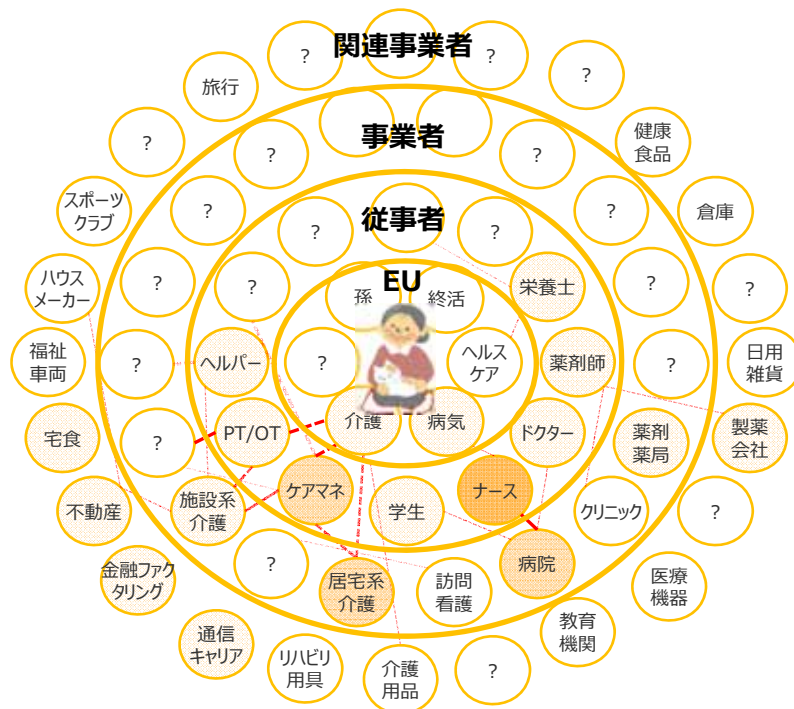 関連事業者
?
?
?
旅行
事業者
?
?
?
健康
食品
スポーツ
クラブ
?
従事者
?
倉庫
?
?
ハウス
メーカー
?
?
EU
孫
終活
栄養士
?
?
福祉
車両
?
ヘルパー
?
ヘルス
ケア
薬剤師
?
日用
雑貨
宅食
?
PT/OT
介護
病気
ドクター
薬剤
薬局
製薬
会社
不動産
施設系
介護
ケアマネ
学生
ナース
クリニック
?
金融ファク
タリング
?
居宅系
介護
訪問
看護
病院
医療
機器
通信
キャリア
リハビリ
用具
介護
用品
?
教育
機関